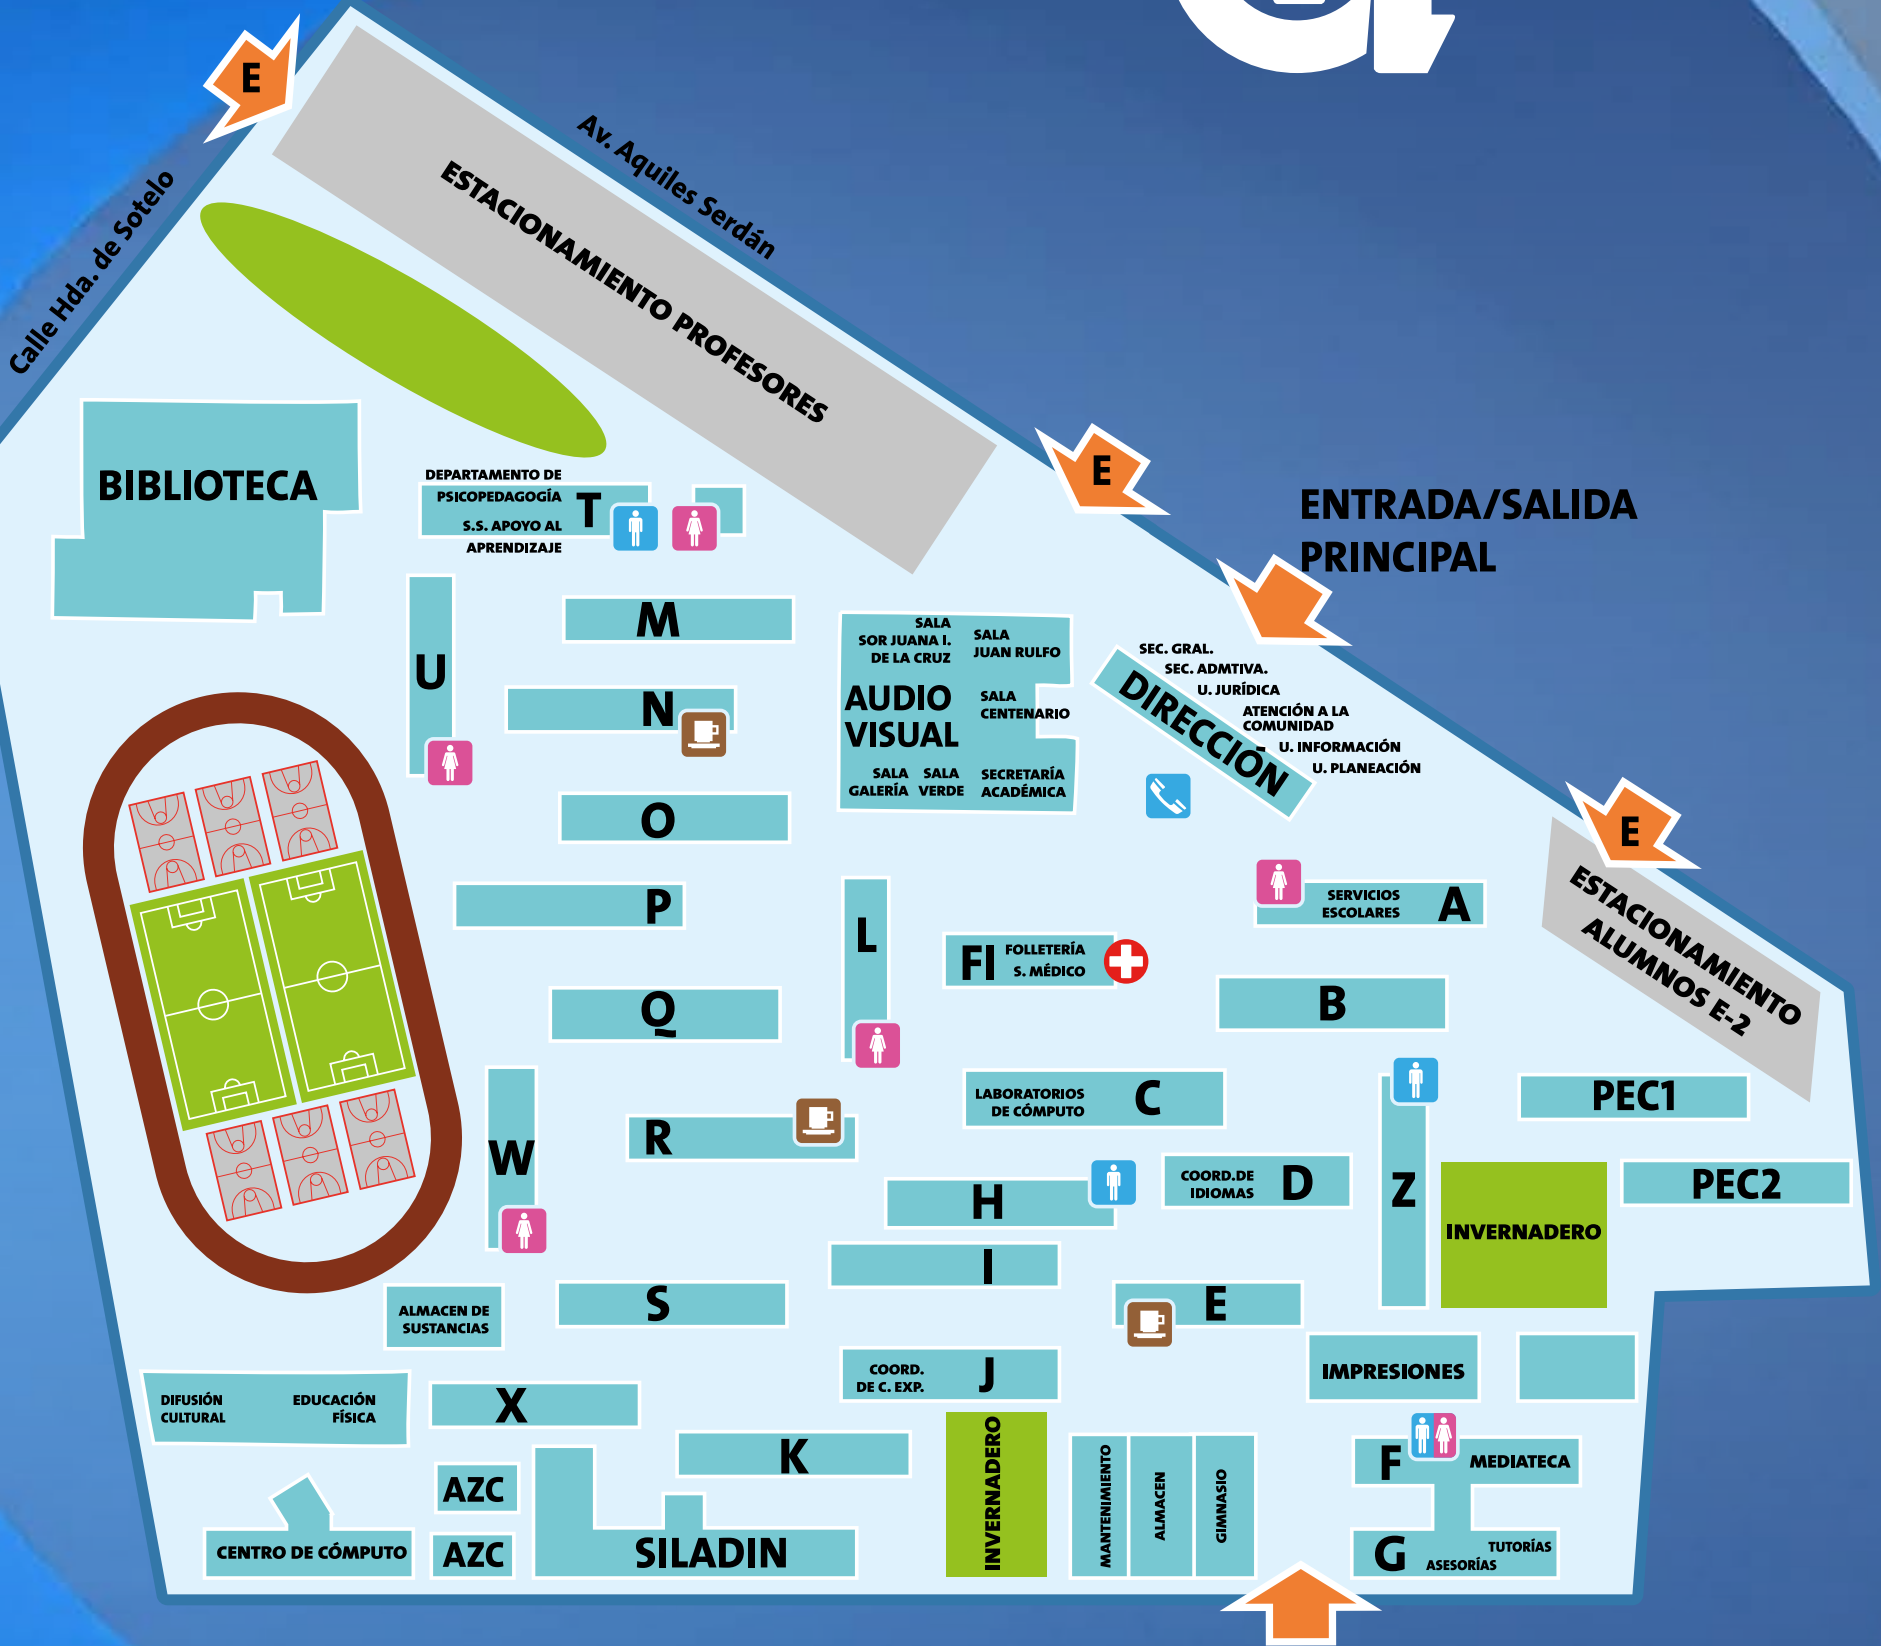 E
Av. Aquiles Serdán
Calle Hda. de Sotelo
ESTACIONAMIENTO PROFESORES
E
ENTRADA/SALIDA
PRINCIPAL
BIBLIOTECA
DEPARTAMENTO DE
PSICOPEDAGOGÍA
S.S. APOYO AL
APRENDIZAJE
T
M
U
N
SALA
SOR JUANA I.
DE LA CRUZ
SALA
JUAN RULFO
AUDIO
VISUAL
SALA
CENTENARIO
SALA
GALERÍA
SALA
VERDE
SECRETARÍA
ACADÉMICA
DIRECCIÓN
SEC. GRAL.
SEC. ADMTIVA.
U. JURÍDICA
ATENCIÓN A LA
COMUNIDAD
- U. INFORMACIÓN
U. PLANEACIÓN
E
ESTACIONAMIENTO
ALUMNOS E-2
O
P
L
FI
FOLLETERÍA
S. MÉDICO
SERVICIOS
ESCOLARES
A
B
Q
LABORATORIOS
DE CÓMPUTO
C
PEC1
W
R
H
COORD.DE
IDIOMAS
D
Z
PEC2
INVERNADERO
I
ALMACEN DE
SUSTANCIAS
S
E
COORD.
DE C. EXP.
J
IMPRESIONES
DIFUSIÓN
CULTURAL
EDUCACIÓN
FÍSICA
X
K
INVERNADERO
MANTENIMIENTO
ALMACEN
GIMNASIO
F
MEDIATECA
AZC
CENTRO DE CÓMPUTO
AZC
SILADIN
G
TUTORÍAS
ASESORÍAS